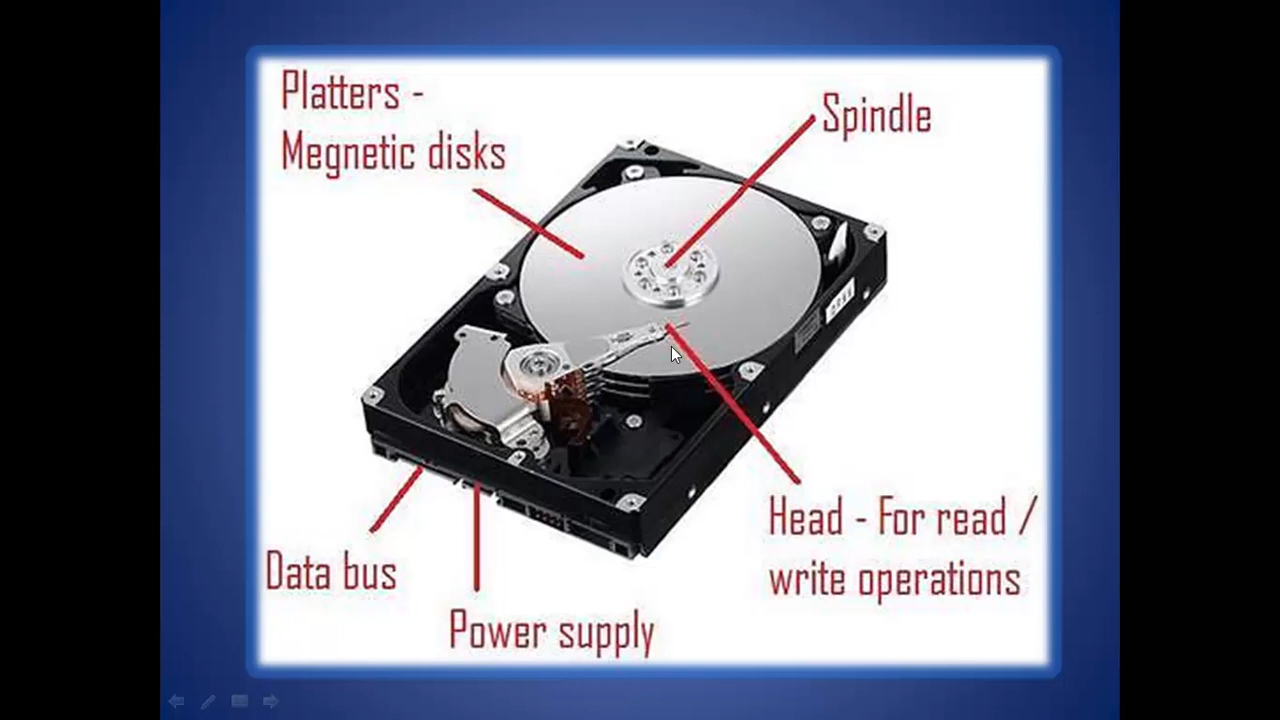 Platters -
Megnetic disks
Spindle
Head - For read /
write operations
Data bus
Power supply